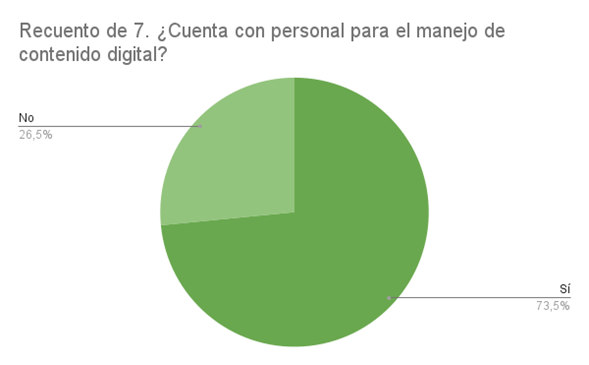 Recuento de 7. ¿Cuenta con personal para el manejo de
contenido digital?
No
26,5%
Sí
73,5%